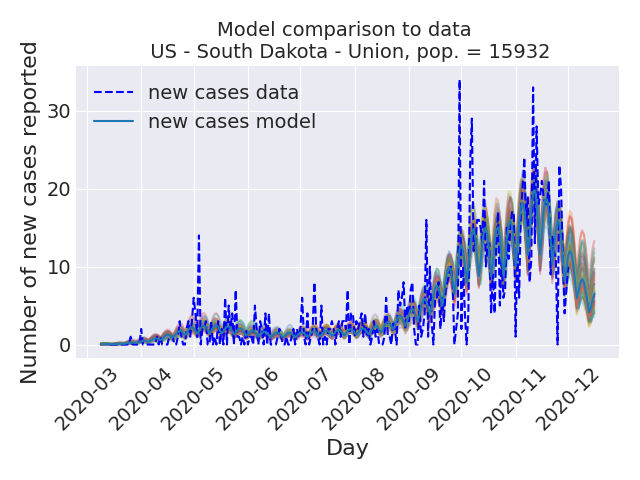 Model comparison to data
US - South Dakota - Union, pop. = 15932
new cases data
new cases model
Number of new cases reported
30
20
10
0
2020-03
2020-04
2020-05
2020-06
2020-07
2020-08
2020-09
2020-10
2020-11
2020-12
Day